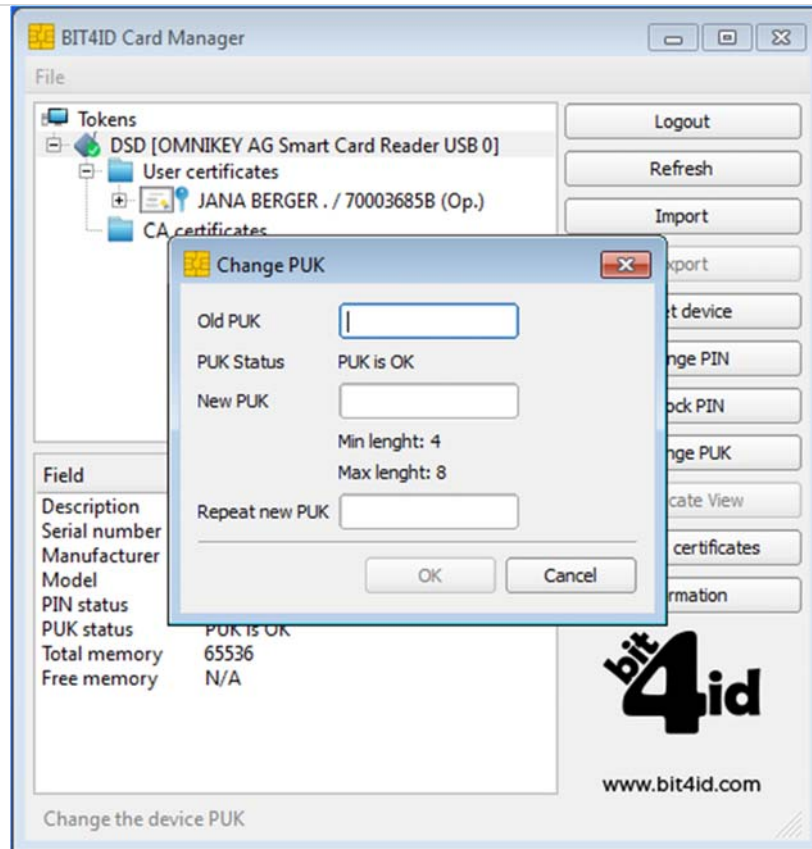 BIT4ID Card Manager
File
Tokens
DSD [OMNIKEY AG Smart Card Reader USB 0]
User certificates
JANA BERGER . / 70003685B (Op.)
CA certificates
Logout
Refresh
Import
xport
t device
nge PIN
ock PIN
nge PUK
cate View
certificates
rmation
Change PUK
Old PUK
PUK Status PUK is OK
New PUK
Min lenght: 4
Max lenght: 8
Repeat new PUK
OK Cancel
Field
Description
Serial number
Manufacturer
Model
PIN status
PUK status PUK is OK
Total memory 65536
Free memory N/A
bit4id
www.bit4id.com
Change the device PUK